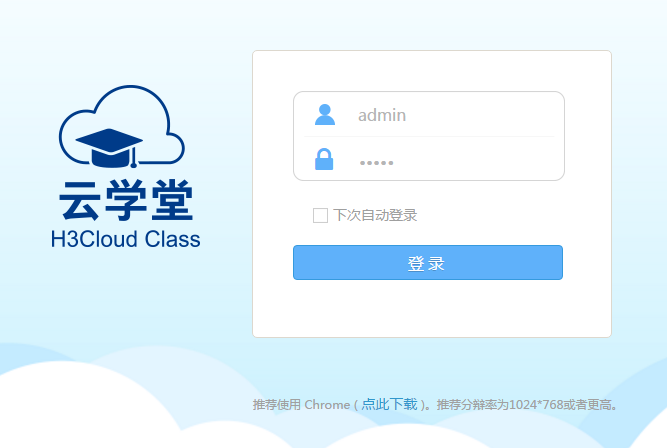 云学堂
H3Cloud Class
admin
•••••
下次自动登录
登录
推荐使用 Chrome ( 点此下载 )。推荐分辩率为1024*768或者更高。